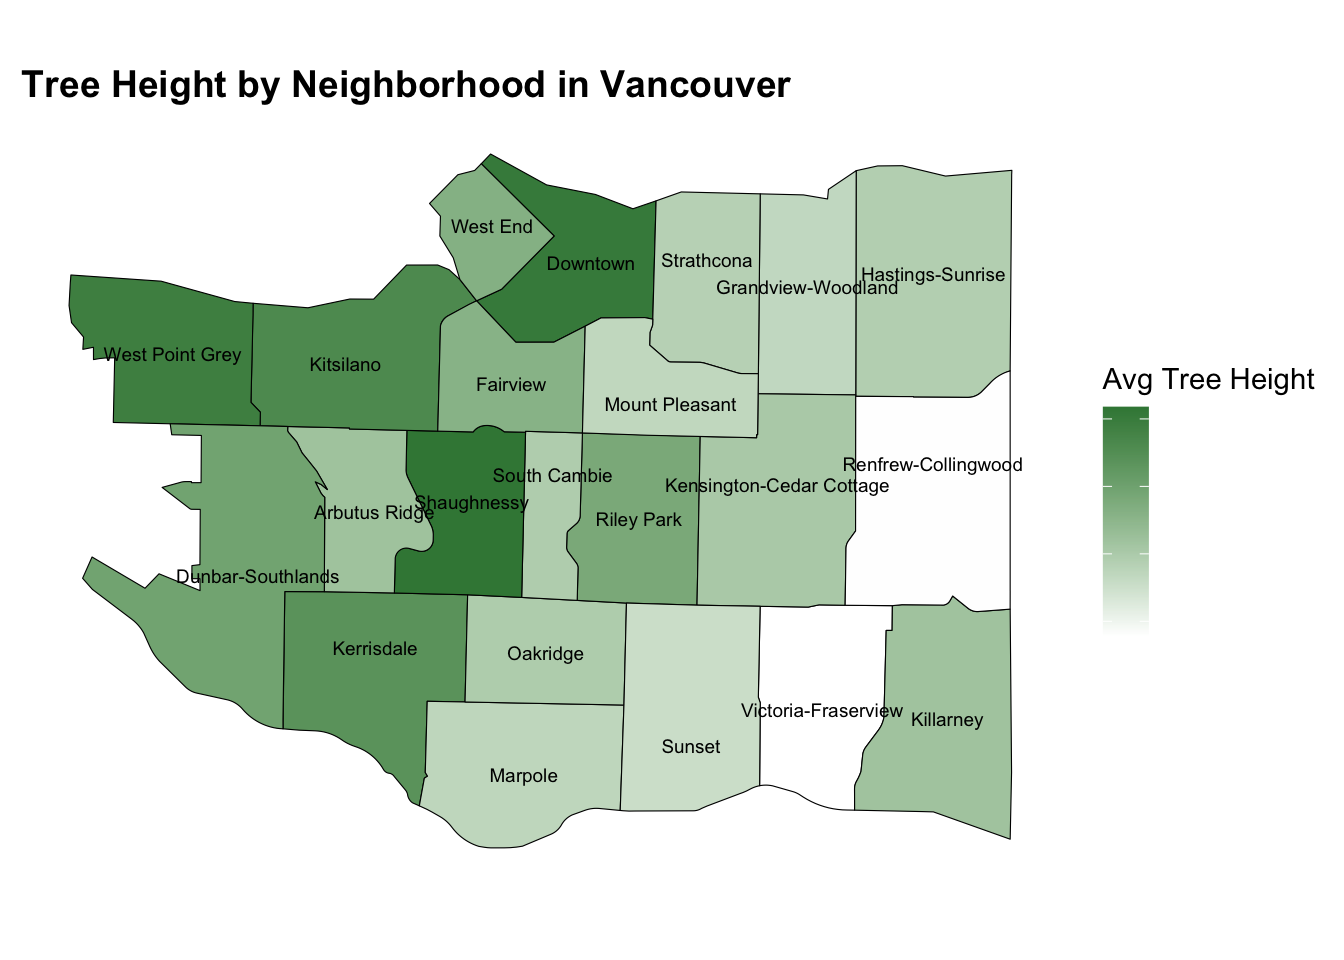 Tree Height by Neighborhood in Vancouver
West End
Downtown
Strathcona
Grandview-Woodland
Hastings-Sunrise
West Point Grey
Kitsilano
Fairview
Mount Pleasant
Avg Tree Height
Renfrew-Collingwood
South Cambie
Kensington-Cedar Cottage
Shaughnessy
Arbutus Ridge
Riley Park
Dunbar-Southlands
Kerrisdale
Oakridge
Victoria-Fraserview
Killarney
Sunset
Marpole